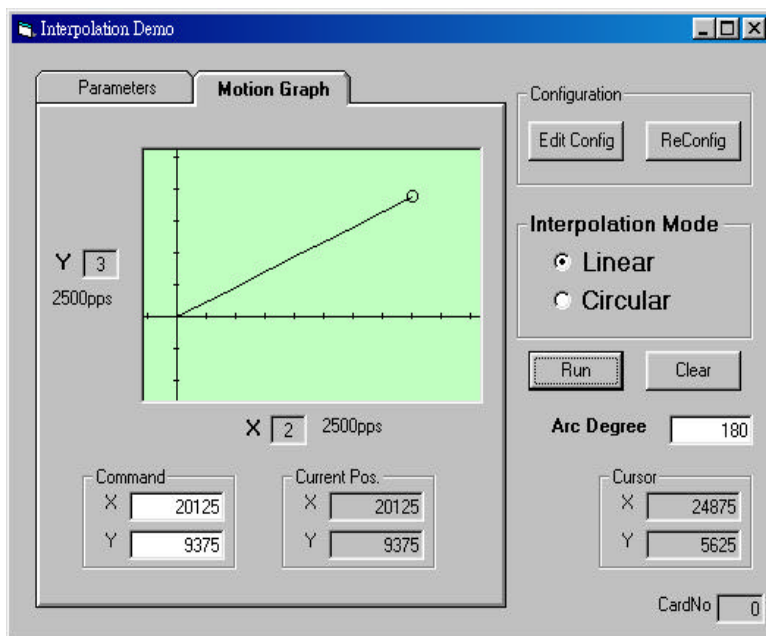 Interpolation Demo
Parameters
Motion Graph
Y 3
2500pps
X 2 2500pps
Command
X 20125
Y 9375
Current Pos.
X 20125
Y 9375
Configuration
Edit Config
ReConfig
Interpolation Mode
Linear
Circular
Run
Clear
Arc Degree 180
Cursor
X 24875
Y 5625
CardNo 0